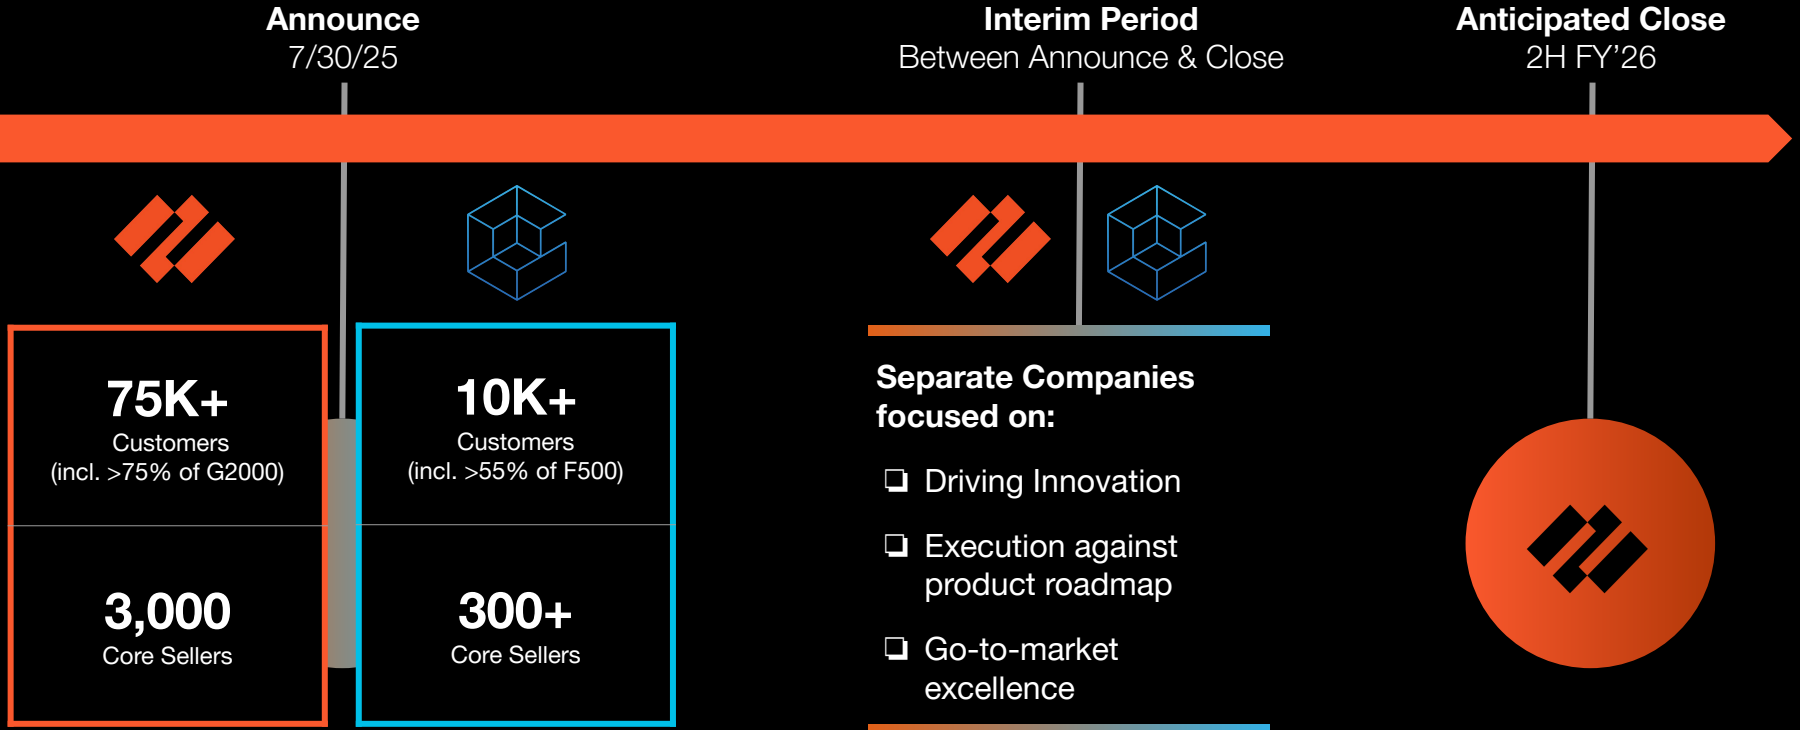 Announce
7/30/25
Interim Period
Between Announce & Close
Anticipated Close
2H FY’26
75K+
Customers
(incl. >75% of G2000)
3,000
Core Sellers
10K+
Customers
(incl. >55% of F500)
300+
Core Sellers
Separate Companies
focused on:
❏ Driving Innovation
❏ Execution against
product roadmap
❏ Go-to-market
excellence